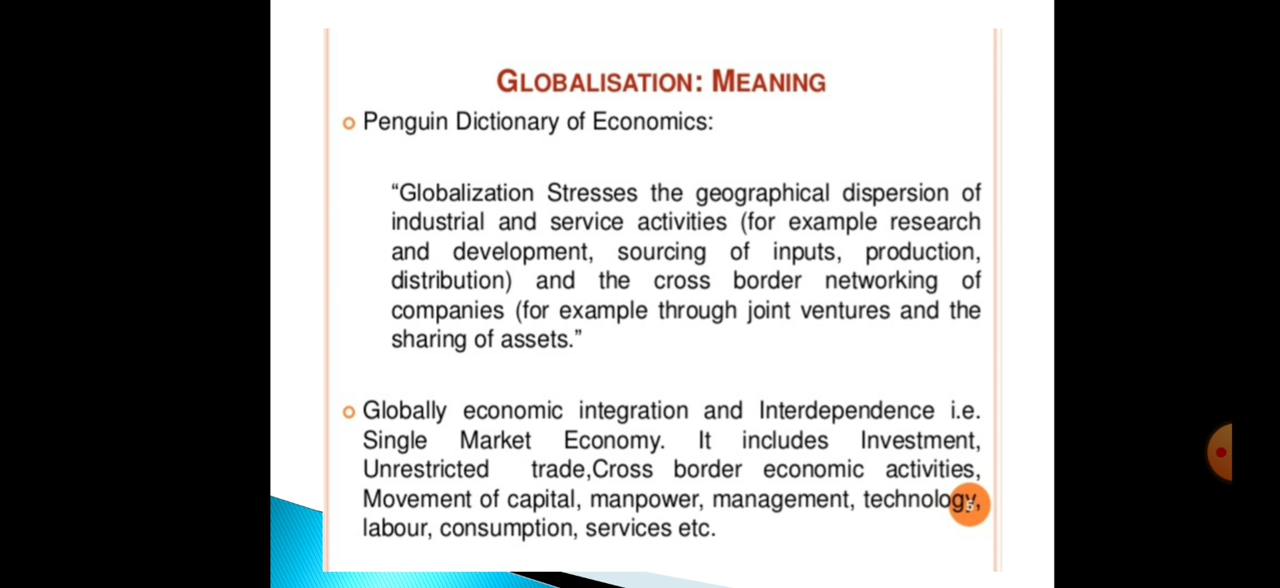 GLOBALISATION: MEANING
Penguin Dictionary of Economics:
“Globalization Stresses the geographical dispersion of
industrial and service activities (for example research
and development, sourcing of inputs, production,
distribution) and the cross border networking of
companies (for example through joint ventures and the
sharing of assets.”
Globally economic integration and Interdependence i.e.
Single Market Economy. It includes Investment,
Unrestricted trade,Cross border economic activities,
Movement of capital, manpower, management, technology,
labour, consumption, services etc.